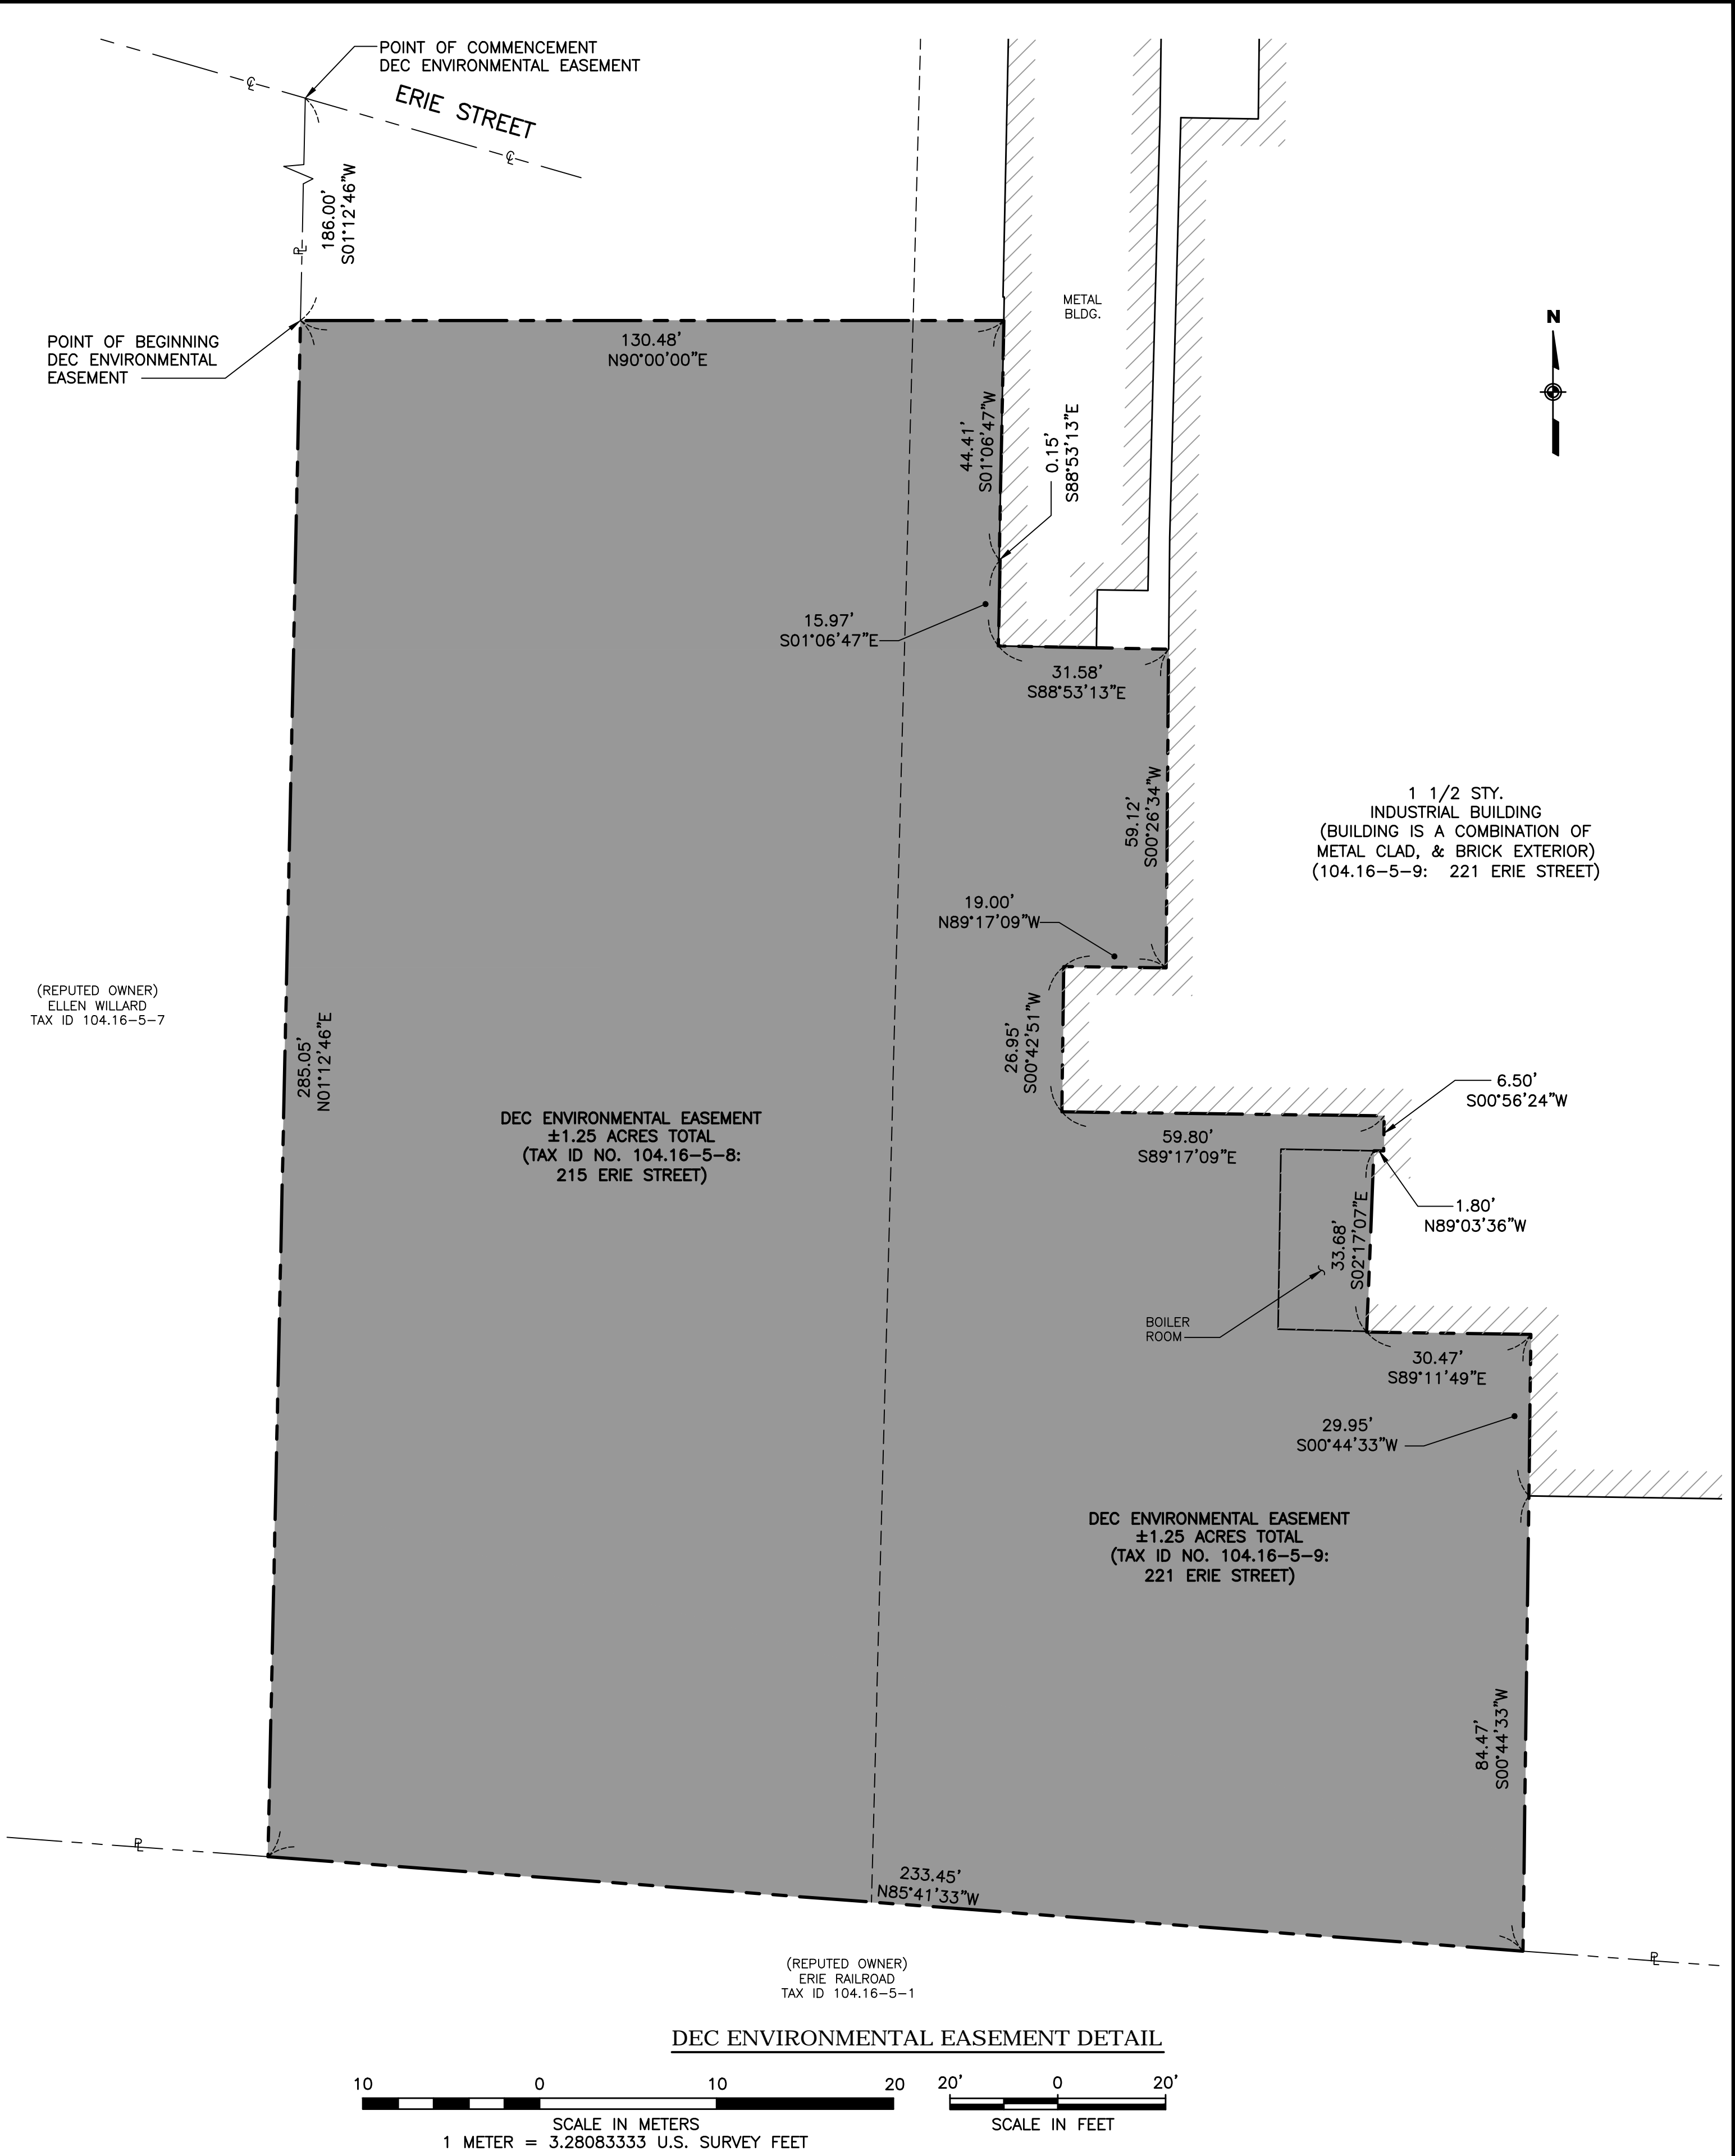 POINT OF COMMENCEMENT
DEC ENVIRONMENTAL EASEMENT
ERIE STREET
℄
℄
186.00'
S01°12'46"W
PL
POINT OF BEGINNING
DEC ENVIRONMENTAL
EASEMENT
130.48'
N90°00'00"E
METAL
BLDG.
N
44.41'
S01°06'47"W
0.15'
S88°53'13"E
15.97'
S01°06'47"E
31.58'
S88°53'13"E
59.12'
S00°26'34"W
1 1/2 STY.
INDUSTRIAL BUILDING
(BUILDING IS A COMBINATION OF
METAL CLAD, & BRICK EXTERIOR)
(104.16-5-9: 221 ERIE STREET)
19.00'
N89°17'09"W
(REPUTED OWNER)
ELLEN WILLARD
TAX ID 104.16-5-7
285.05'
N01°12'46"E
26.95'
S00°42'51"W
6.50'
S00°56'24"W
DEC ENVIRONMENTAL EASEMENT
±1.25 ACRES TOTAL
(TAX ID NO. 104.16-5-8:
215 ERIE STREET)
59.80'
S89°17'09"E
1.80'
N89°03'36"W
33.68'
S02°17'07"E
BOILER
ROOM
30.47'
S89°11'49"E
29.95'
S00°44'33"W
DEC ENVIRONMENTAL EASEMENT
±1.25 ACRES TOTAL
(TAX ID NO. 104.16-5-9:
221 ERIE STREET)
84.47'
S00°44'33"W
PL
233.45'
N85°41'33"W
PL
(REPUTED OWNER)
ERIE RAILROAD
TAX ID 104.16-5-1
DEC ENVIRONMENTAL EASEMENT DETAIL
10 0 10 20
SCALE IN METERS
1 METER = 3.28083333 U.S. SURVEY FEET
20' 0 20'
SCALE IN FEET